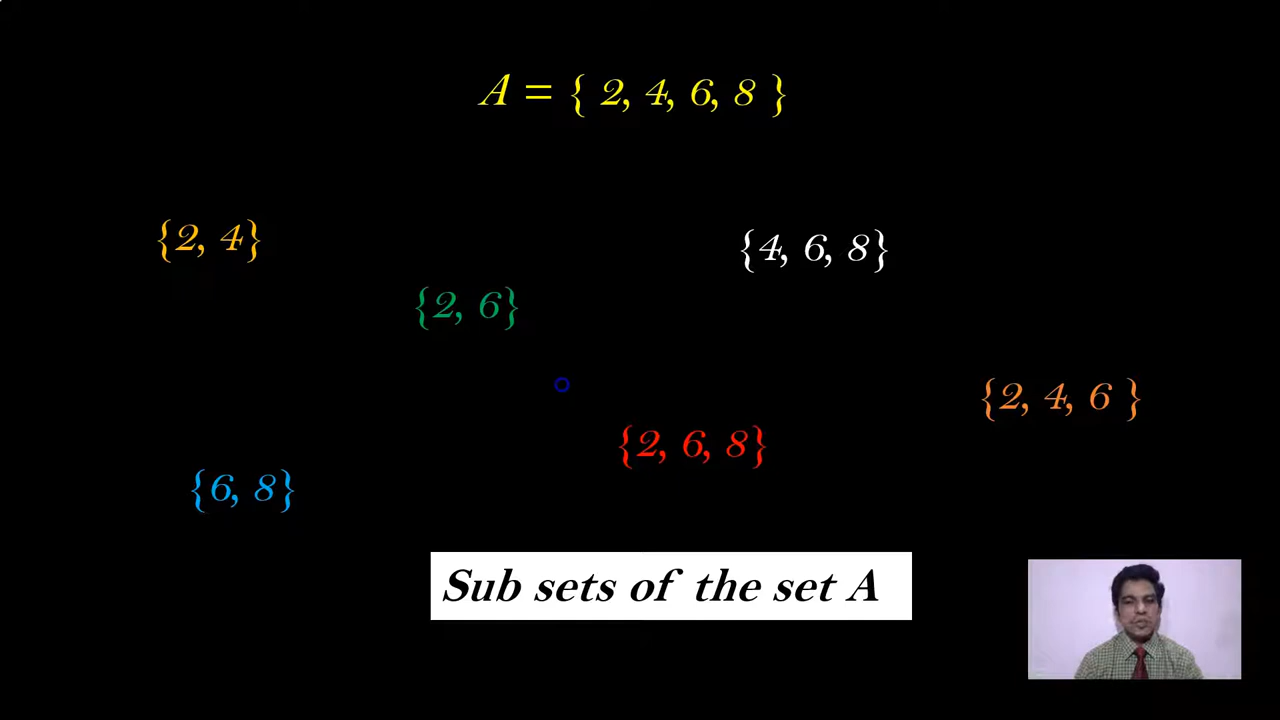 A = { 2, 4, 6, 8 }
{2, 4}
{4, 6, 8}
{2, 6}
{2, 4, 6 }
{2, 6, 8}
{6, 8}
Sub sets of the set A